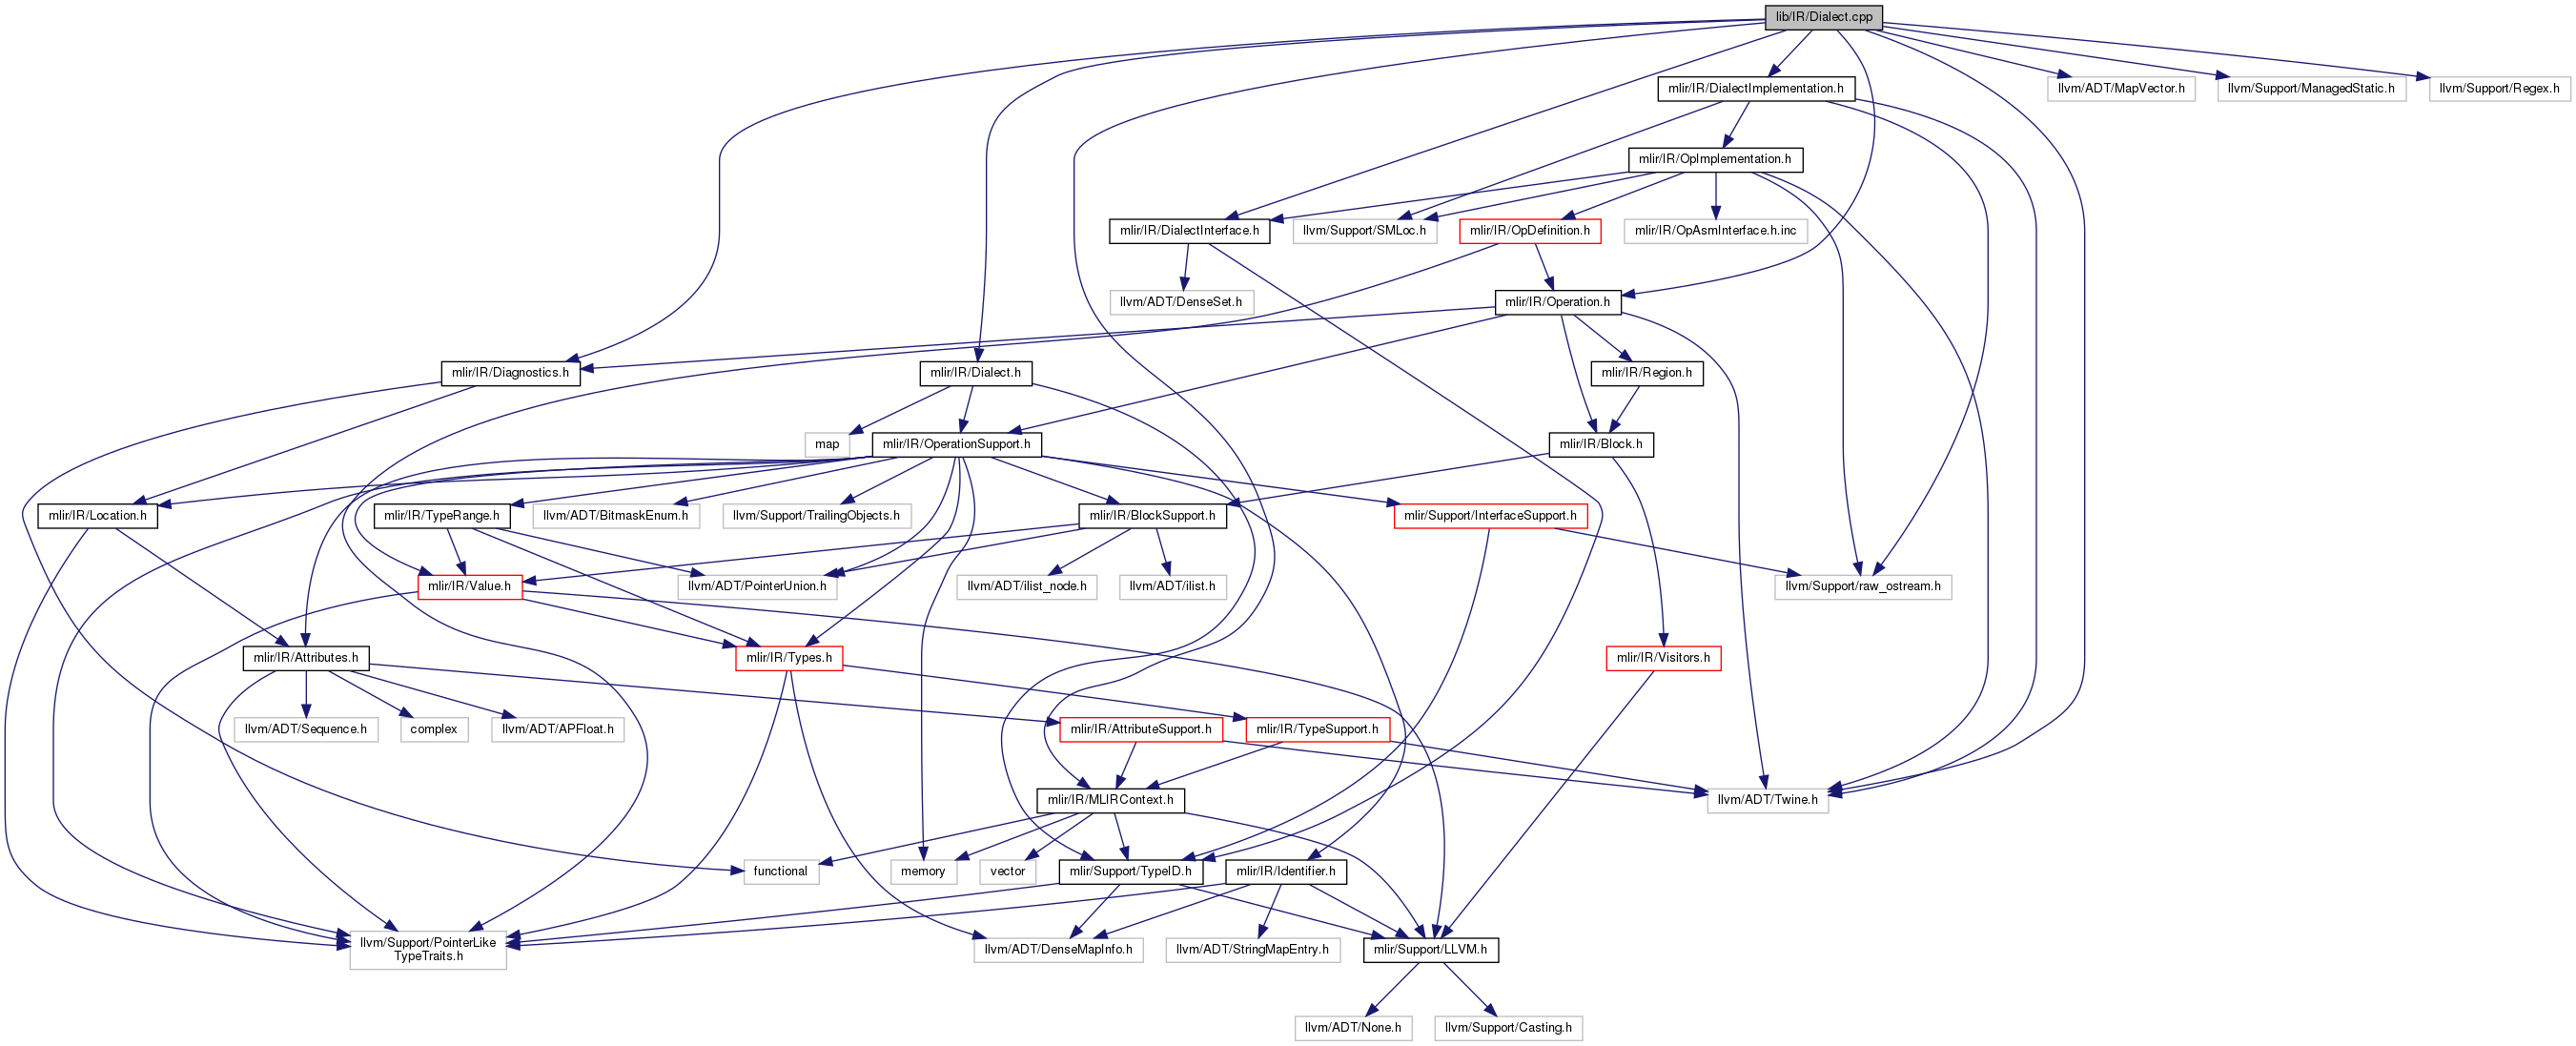 lib/IR/Dialect.cpp
mlir/IR/DialectImplementation.h
llvm/ADT/MapVector.h
llvm/Support/ManagedStatic.h
llvm/Support/Regex.h
mlir/IR/OpImplementation.h
mlir/IR/DialectInterface.h
llvm/Support/SMLoc.h
mlir/IR/OpDefinition.h
mlir/IR/OpAsmInterface.h.inc
llvm/ADT/DenseSet.h
mlir/IR/Operation.h
mlir/IR/Diagnostics.h
mlir/IR/Dialect.h
mlir/IR/Region.h
map
mlir/IR/OperationSupport.h
mlir/IR/Block.h
mlir/IR/Location.h
mlir/IR/TypeRange.h
llvm/ADT/BitmaskEnum.h
llvm/Support/TrailingObjects.h
mlir/IR/BlockSupport.h
mlir/Support/InterfaceSupport.h
mlir/IR/Value.h
llvm/ADT/PointerUnion.h
llvm/ADT/ilist_node.h
llvm/ADT/ilist.h
llvm/Support/raw_ostream.h
mlir/IR/Attributes.h
mlir/IR/Types.h
mlir/IR/Visitors.h
llvm/ADT/Sequence.h
complex
llvm/ADT/APFloat.h
mlir/IR/AttributeSupport.h
mlir/IR/TypeSupport.h
mlir/IR/MLIRContext.h
llvm/ADT/Twine.h
functional
memory
vector
mlir/Support/TypeID.h
mlir/IR/Identifier.h
llvm/Support/PointerLike
TypeTraits.h
llvm/ADT/DenseMapInfo.h
llvm/ADT/StringMapEntry.h
mlir/Support/LLVM.h
llvm/ADT/None.h
llvm/Support/Casting.h